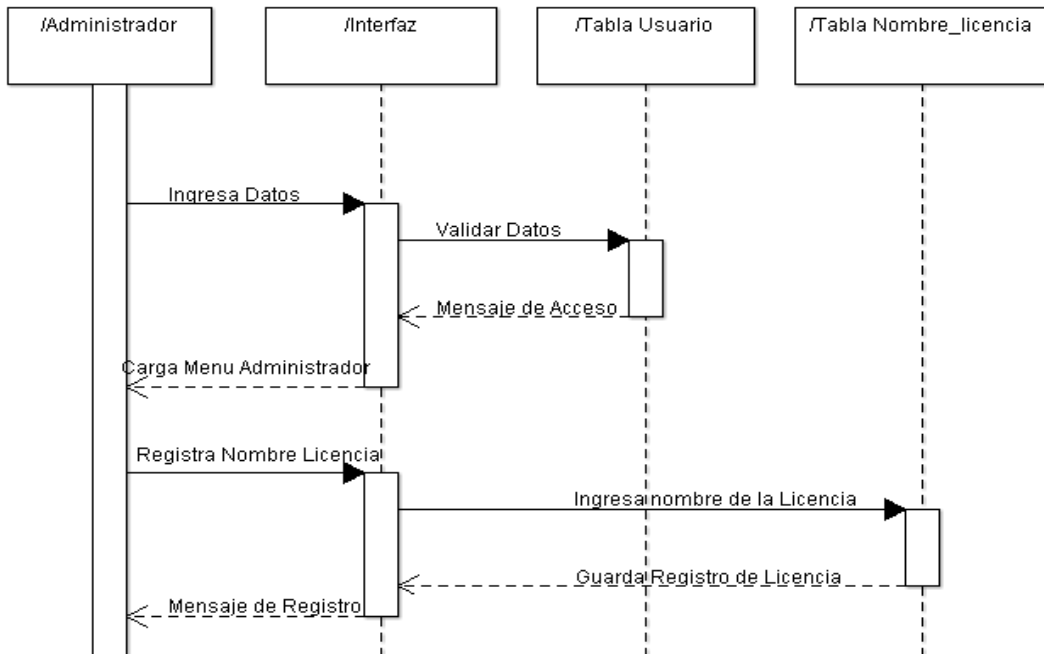 /Administrador
/Interfaz
/Tabla Usuario
/Tabla Nombre_licencia
Ingresa Datos
Validar Datos
Mensaje de Acceso
Carga Menu Administrador
Registra Nombre Licencia
Ingresa nombre de la Licencia
Guarda Registro de Licencia
Mensaje de Registro